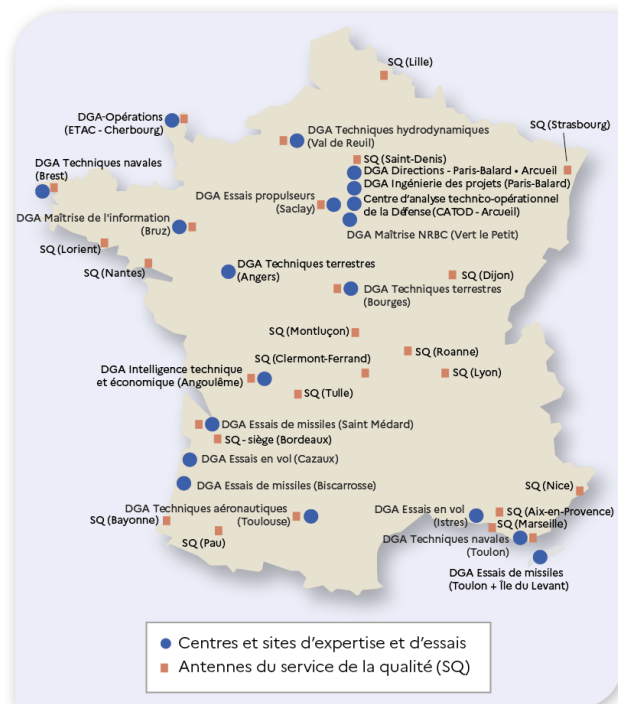 SQ (Lille)
DGA-Opérations
(ETAC - Cherbourg)
SQ (Strasbourg)
DGA Techniques hydrodynamiques
(Val de Reuil)
DGA Techniques navales
(Brest)
SQ (Saint-Denis)
DGA Directions - Paris-Balard • Arcueil
DGA Ingénierie des projets (Paris-Balard)
DGA Essais propulseurs
(Saclay)
Centre d'analyse technico-opérationnel
de la Défense (CATOD - Arcueil)
DGA Maîtrise de l'information
(Bruz)
DGA Maîtrise NRBC (Vert le Petit)
SQ (Lorient)
SQ (Nantes)
DGA Techniques terrestres
(Angers)
SQ (Dijon)
DGA Techniques terrestres
(Bourges)
SQ (Montluçon)
SQ (Clermont-Ferrand)
SQ (Roanne)
DGA Intelligence technique
et économique (Angoulême)
SQ (Lyon)
SQ (Tulle)
DGA Essais de missiles (Saint Médard)
SQ - siège (Bordeaux)
DGA Essais en vol (Cazaux)
DGA Essais de missiles (Biscarrosse)
SQ (Nice)
DGA Techniques aéronautiques
(Toulouse)
SQ (Bayonne)
SQ (Pau)
DGA Essais en vol
(Istres)
SQ (Aix-en-Provence)
SQ (Marseille)
DGA Techniques navales
(Toulon)
DGA Essais de missiles
(Toulon + Île du Levant)
Centres et sites d'expertise et d'essais
Antennes du service de la qualité (SQ)